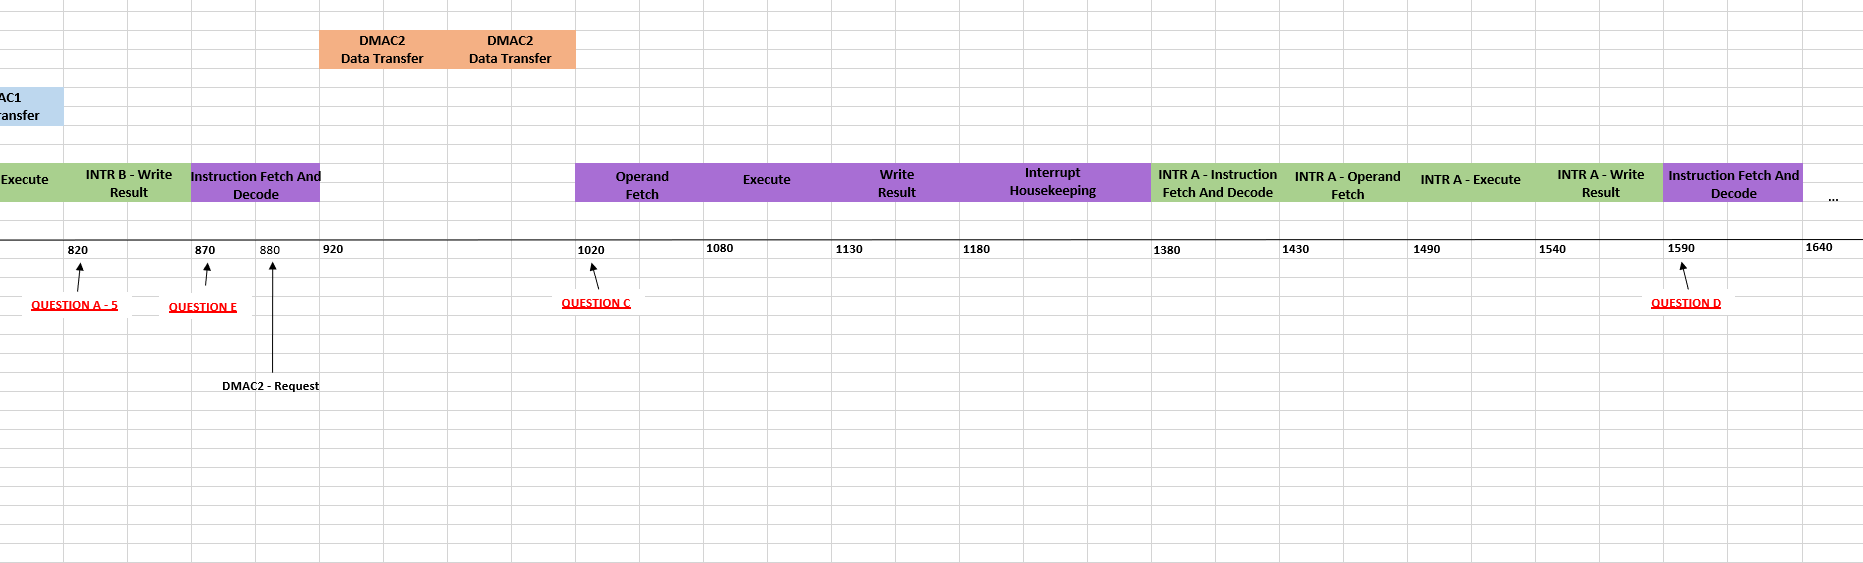 DMAC2
Data Transfer
DMAC2
Data Transfer
AC1
ransfer
Execute
INTR B - Write
Result
Instruction Fetch And
Decode
Operand
Fetch
Execute
Write
Result
Interrupt
Housekeeping
INTR A - Instruction
Fetch And Decode
INTR A - Operand
Fetch
INTR A - Execute
INTR A - Write
Result
Instruction Fetch And
Decode
...
820
870
880
920
1020
1080
1130
1180
1380
1430
1490
1540
1590
1640
QUESTION A - 5
QUESTION E
QUESTION C
QUESTION D
DMAC2 - Request